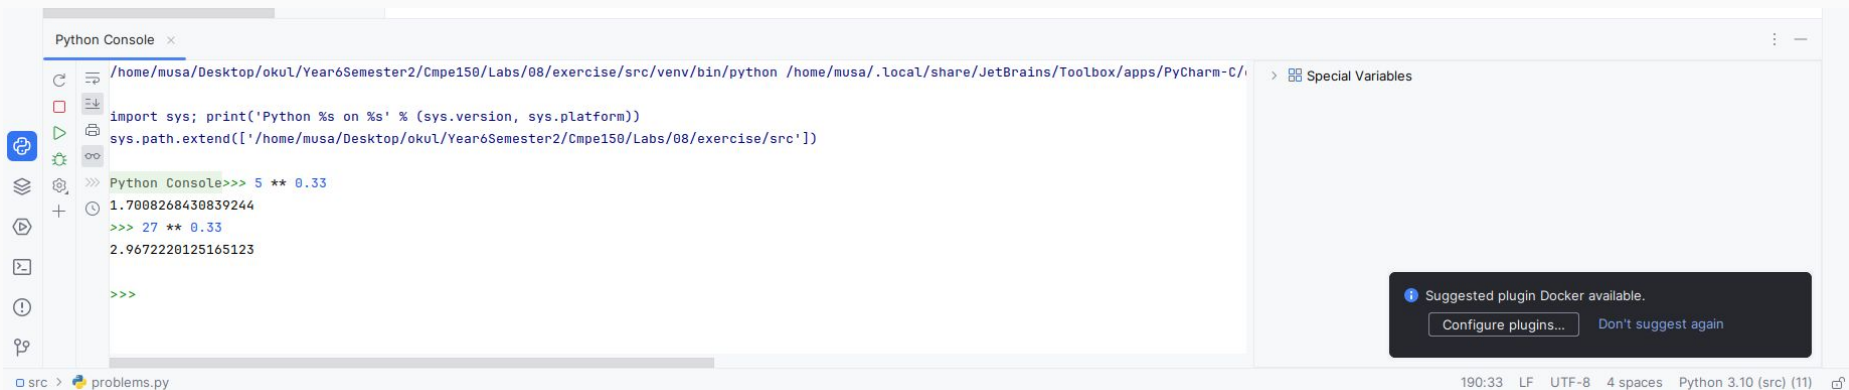 Python Console
/home/musa/Desktop/okul/Year6Semester2/Cmpe150/Labs/08/exercise/src/venv/bin/python /home/musa/.local/share/JetBrains/Toolbox/apps/PyCharm-C/
import sys; print('Python %s on %s' % (sys.version, sys.platform))
sys.path.extend(['/home/musa/Desktop/okul/Year6Semester2/Cmpe150/Labs/08/exercise/src'])
Python Console>>> 5 ** 0.33
1.7008268430839244
>>> 27 ** 0.33
2.9672220125165123
>>>
Special Variables
Suggested plugin Docker available.
Configure plugins... Don't suggest again
src > problems.py
190:33 LF UTF-8 4 spaces Python 3.10 (src) (11)